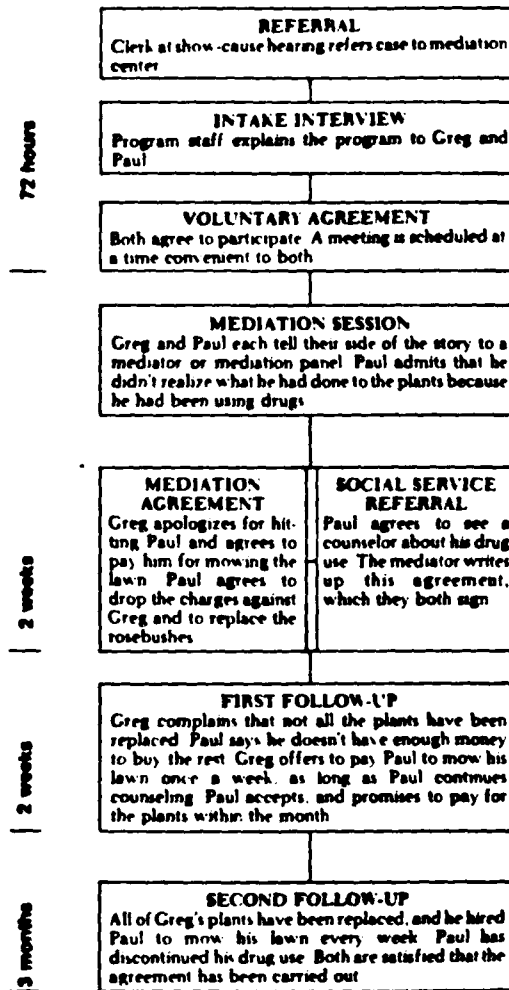 REFERRAL
Clerk at show-cause hearing refers case to mediation
center
INTAKE INTERVIEW
Program staff explains the program to Greg and
Paul
72 hours
VOLUNTARY AGREEMENT
Both agree to participate A meeting is scheduled at
a time convenient to both
MEDIATION SESSION
Greg and Paul each tell their side of the story to a
mediator or mediation panel Paul admits that he
didn't realize what he had done to the plants because
he had been using drugs
2 weeks
MEDIATION
AGREEMENT
Greg apologizes for hit-
ting Paul and agrees to
pay him for mowing the
lawn Paul agrees to
drop the charges against
Greg and to replace the
rosebushes
SOCIAL SERVICE
REFERRAL
Paul agrees to see a
counselor about his drug
use The mediator writes
up this agreement,
which they both sign
2 weeks
FIRST FOLLOW-UP
Greg complains that not all the plants have been
replaced Paul says he doesn't have enough money
to buy the rest Greg offers to pay Paul to mow his
lawn once a week, as long as Paul continues
counseling Paul accepts, and promises to pay for
the plants within the month
3 months
SECOND FOLLOW-UP
All of Greg's plants have been replaced, and he hired
Paul to mow his lawn every week Paul has
discontinued his drug use Both are satisfied that the
agreement has been carried out